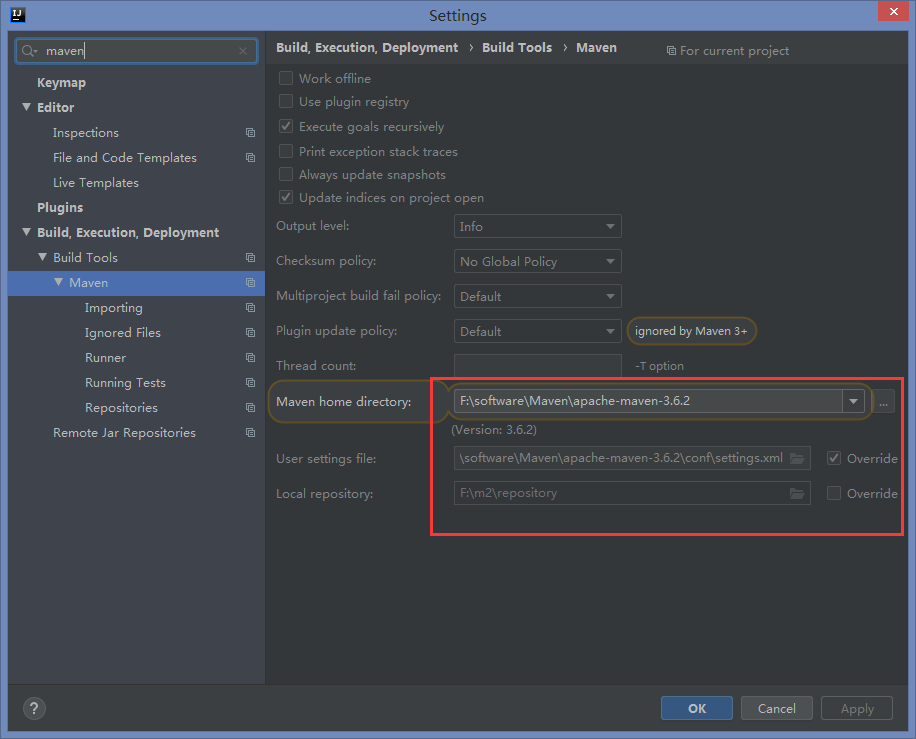 Settings
maven
Build, Execution, Deployment › Build Tools › Maven
For current project
Keymap
Editor
Inspections
File and Code Templates
Live Templates
Plugins
Build, Execution, Deployment
Build Tools
Maven
Importing
Ignored Files
Runner
Running Tests
Repositories
Remote Jar Repositories
Work offline
Use plugin registry
Execute goals recursively
Print exception stack traces
Always update snapshots
Update indices on project open
Output level: Info
Checksum policy: No Global Policy
Multiproject build fail policy: Default
Plugin update policy: Default ignored by Maven 3+
Thread count: -T option
Maven home directory: F:\software\Maven\apache-maven-3.6.2 ...
(Version: 3.6.2)
User settings file: \software\Maven\apache-maven-3.6.2\conf\settings.xml Override
Local repository: F:\m2\repository Override
? OK Cancel Apply